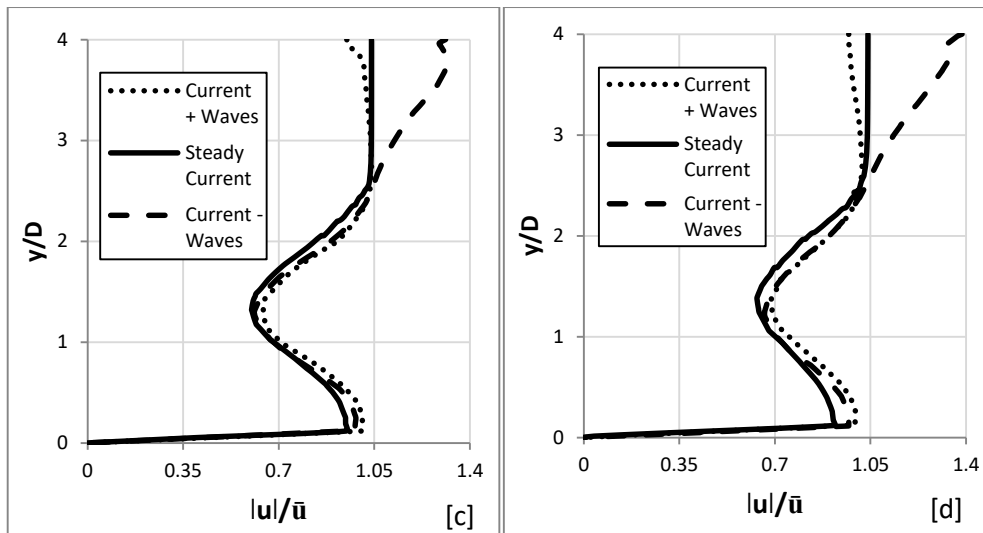 4
3
2
1
0
y/D
Current
+ Waves
Steady
Current
Current -
Waves
0 0.35 0.7 1.05 1.4
|u|/ū
[c]
4
3
2
1
0
y/D
Current
+ Waves
Steady
Current
Current -
Waves
0 0.35 0.7 1.05 1.4
|u|/ū
[d]